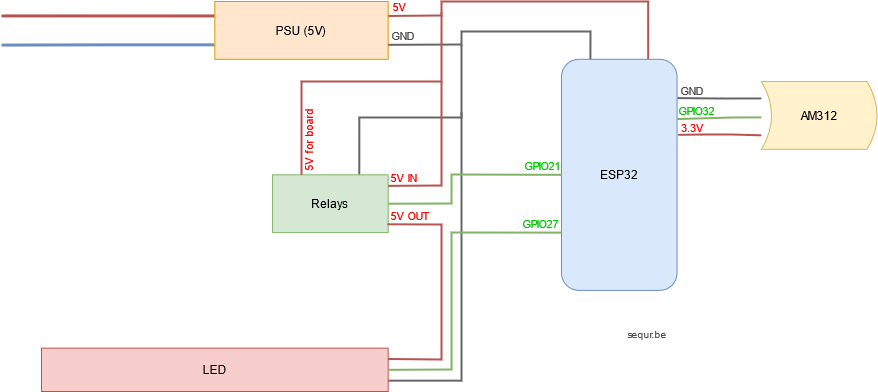 5V
PSU (5V)
GND
GND
GPIO32
AM312
3.3V
5V for board
GPIO21
ESP32
5V IN
Relays
5V OUT
GPIO27
sequr.be
LED